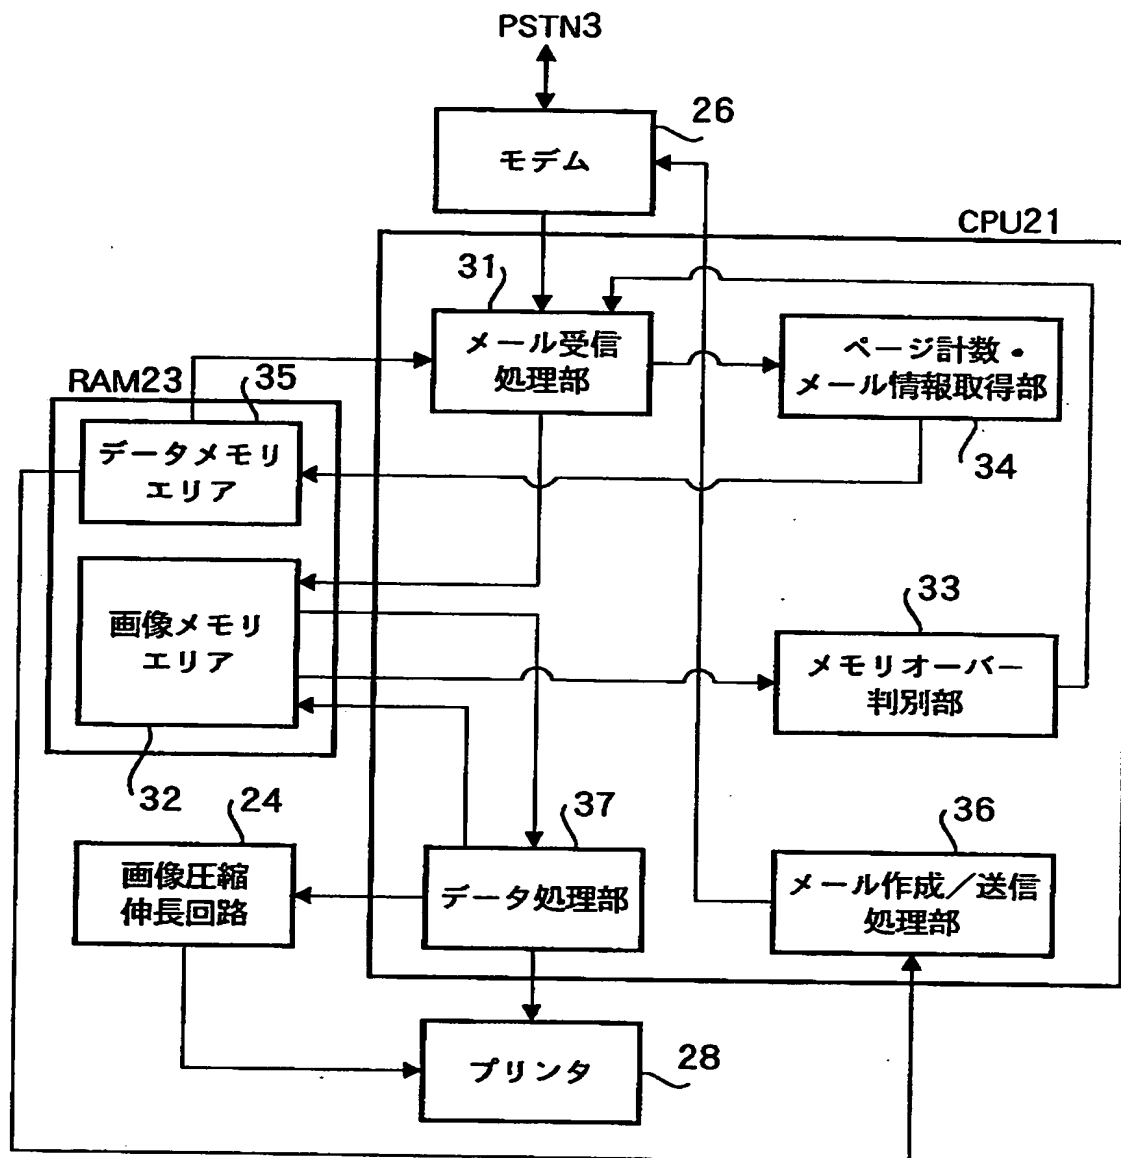 PSTN3
26
モデム
CPU21
31
メール受信
処理部
ページ計数・
メール情報取得部
34
RAM23
35
データメモリ
エリア
画像メモリ
エリア
32
33
メモリオーバー
判別部
24
画像圧縮
伸長回路
37
データ処理部
36
メール作成／送信
処理部
プリンタ
28